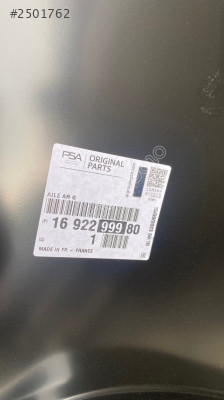 #2501762
PSA
ORIGINAL
PARTS
AILE AR G
(P) 16 922 999 80
(Q) 1
MADE IN FR - FRANCE